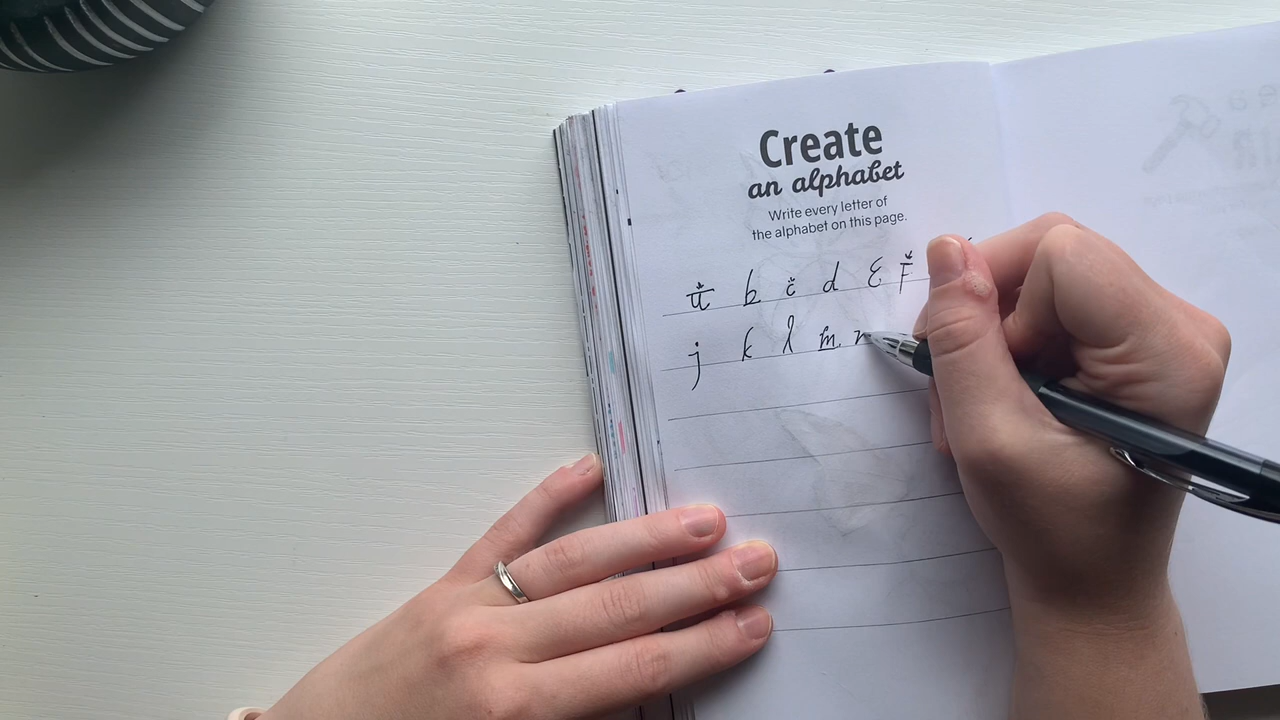 Create
an alphabet
Write every letter of
the alphabet on this page.
b č d Ɛ F̌
j k l m n